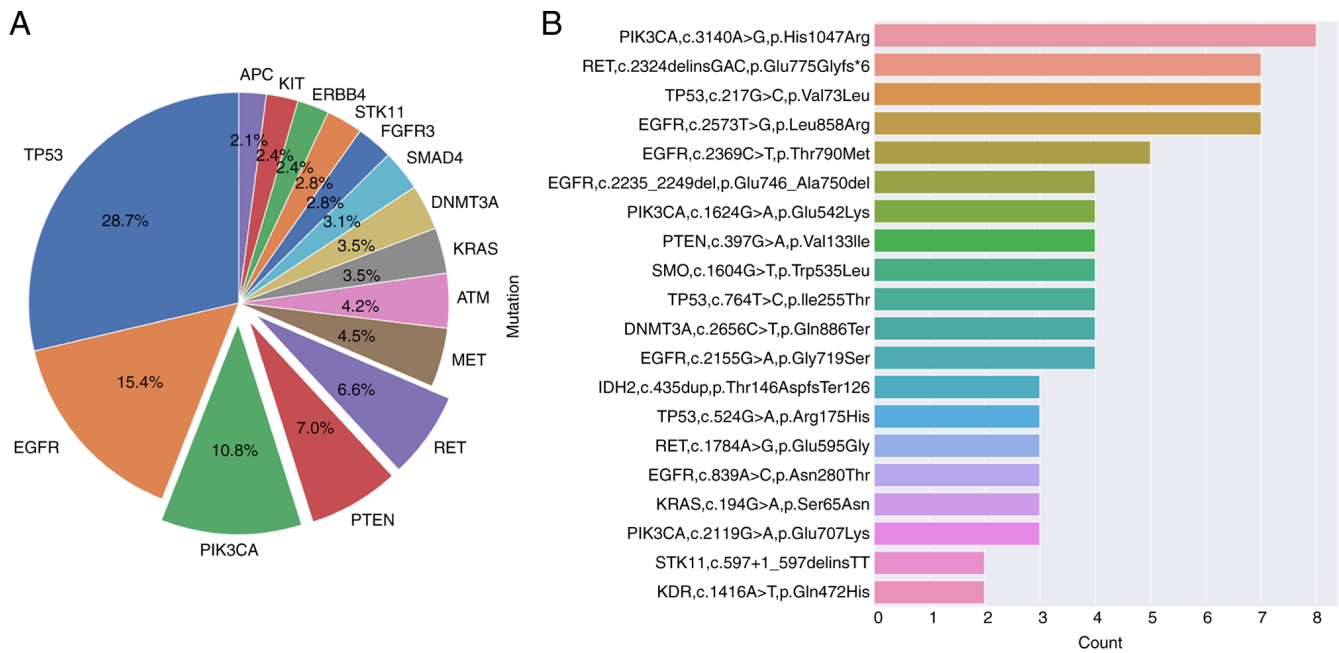 A
APC
KIT
ERBB4
STK11
FGFR3
SMAD4
DNMT3A
KRAS
ATM
MET
RET
PTEN
PIK3CA
EGFR
TP53
2.1%
2.4%
2.4%
2.8%
2.8%
3.1%
3.5%
3.5%
4.2%
4.5%
6.6%
7.0%
10.8%
15.4%
28.7%
B
Mutation
PIK3CA,c.3140A>G,p.His1047Arg
RET,c.2324delinsGAC,p.Glu775Glyfs*6
TP53,c.217G>C,p.Val73Leu
EGFR,c.2573T>G,p.Leu858Arg
EGFR,c.2369C>T,p.Thr790Met
EGFR,c.2235_2249del,p.Glu746_Ala750del
PIK3CA,c.1624G>A,p.Glu542Lys
PTEN,c.397G>A,p.Val133Ile
SMO,c.1604G>T,p.Trp535Leu
TP53,c.764T>C,p.Ile255Thr
DNMT3A,c.2656C>T,p.Gln886Ter
EGFR,c.2155G>A,p.Gly719Ser
IDH2,c.435dup,p.Thr146AspfsTer126
TP53,c.524G>A,p.Arg175His
RET,c.1784A>G,p.Glu595Gly
EGFR,c.839A>C,p.Asn280Thr
KRAS,c.194G>A,p.Ser65Asn
PIK3CA,c.2119G>A,p.Glu707Lys
STK11,c.597+1_597delinsTT
KDR,c.1416A>T,p.Gln472His
0 1 2 3 4 5 6 7 8
Count